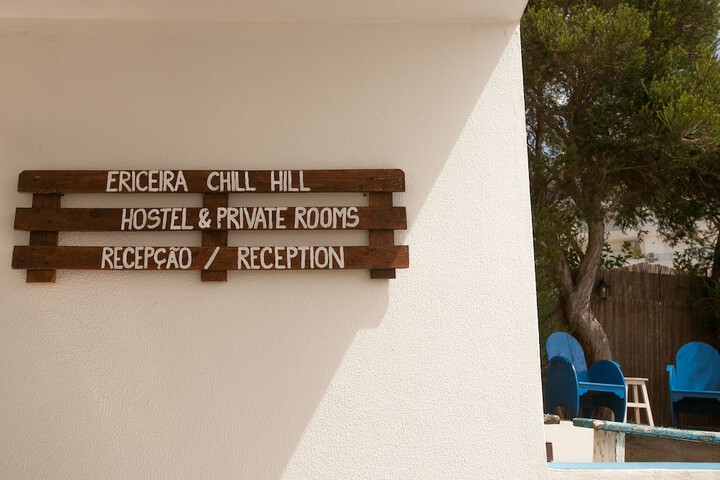 ERICEIRA CHILL HILL
HOSTEL & PRIVATE ROOMS
RECEPÇÃO / RECEPTION